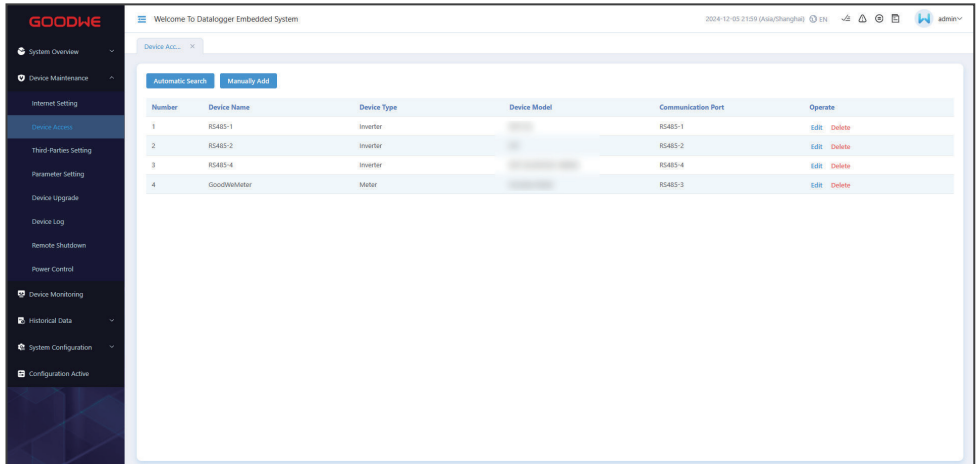 GOODWE
Welcome To Datalogger Embedded System
2024-12-05 21:59 (Asia/Shanghai) EN admin
System Overview
Device Maintenance
Internet Setting
Device Access
Third-Parties Setting
Parameter Setting
Device Upgrade
Device Log
Remote Shutdown
Power Control
Device Monitoring
Historical Data
System Configuration
Configuration Active
Device Acc... ×
Automatic Search Manually Add
Number Device Name Device Type Device Model Communication Port Operate
1 RS485-1 Inverter RS485-1 Edit Delete
2 RS485-2 Inverter RS485-2 Edit Delete
3 RS485-4 Inverter RS485-4 Edit Delete
4 GoodWeMeter Meter RS485-3 Edit Delete